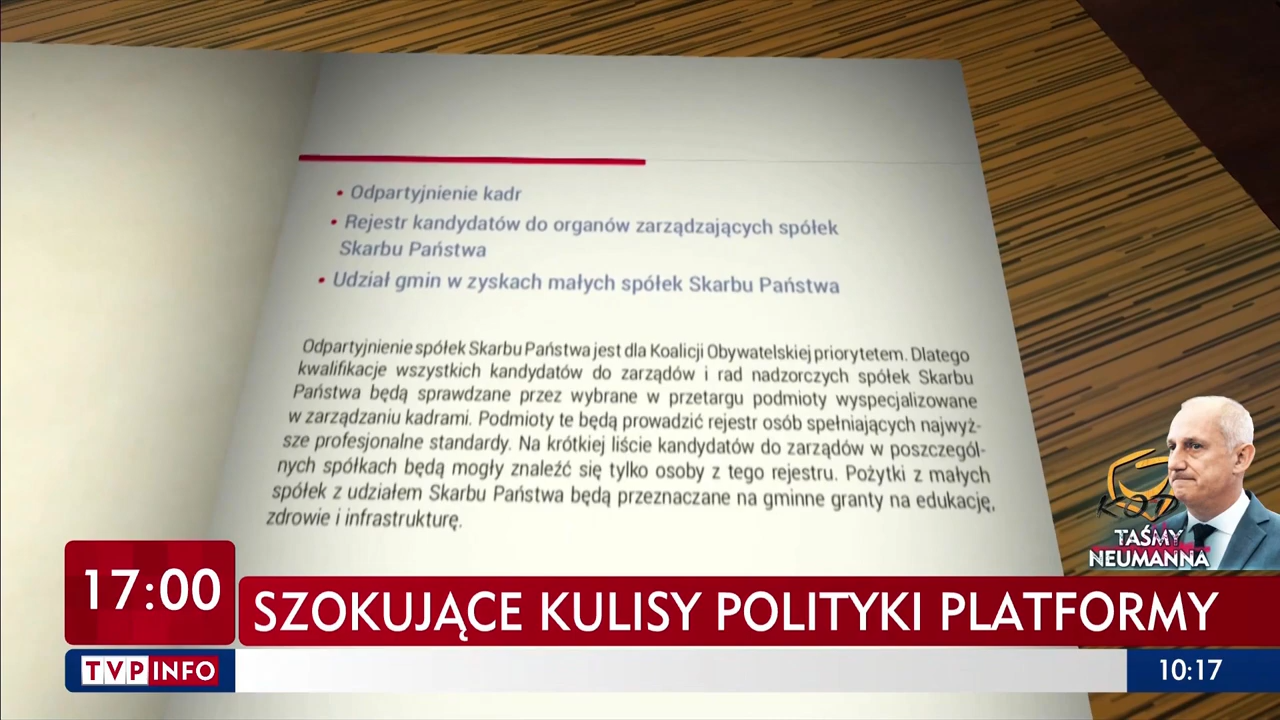 • Odpartyjnienie kadr
• Rejestr kandydatów do organów zarządzających spółek
Skarbu Państwa
• Udział gmin w zyskach małych spółek Skarbu Państwa
Odpartyjnienie spółek Skarbu Państwa jest dla Koalicji Obywatelskiej priorytetem. Dlatego
kwalifikacje wszystkich kandydatów do zarządów i rad nadzorczych spółek Skarbu
Państwa będą sprawdzane przez wybrane w przetargu podmioty wyspecjalizowane
w zarządzaniu kadrami. Podmioty te będą prowadzić rejestr osób spełniających najwyż-
sze profesjonalne standardy. Na krótkiej liście kandydatów do zarządów w poszczegól-
nych spółkach będą mogły znaleźć się tylko osoby z tego rejestru. Pożytki z małych
spółek z udziałem Skarbu Państwa będą przeznaczane na gminne granty na edukację,
zdrowie i infrastrukturę.
KOD
TAŚMY
NEUMANNA
17:00
SZOKUJĄCE KULISY POLITYKI PLATFORMY
TVP INFO
10:17